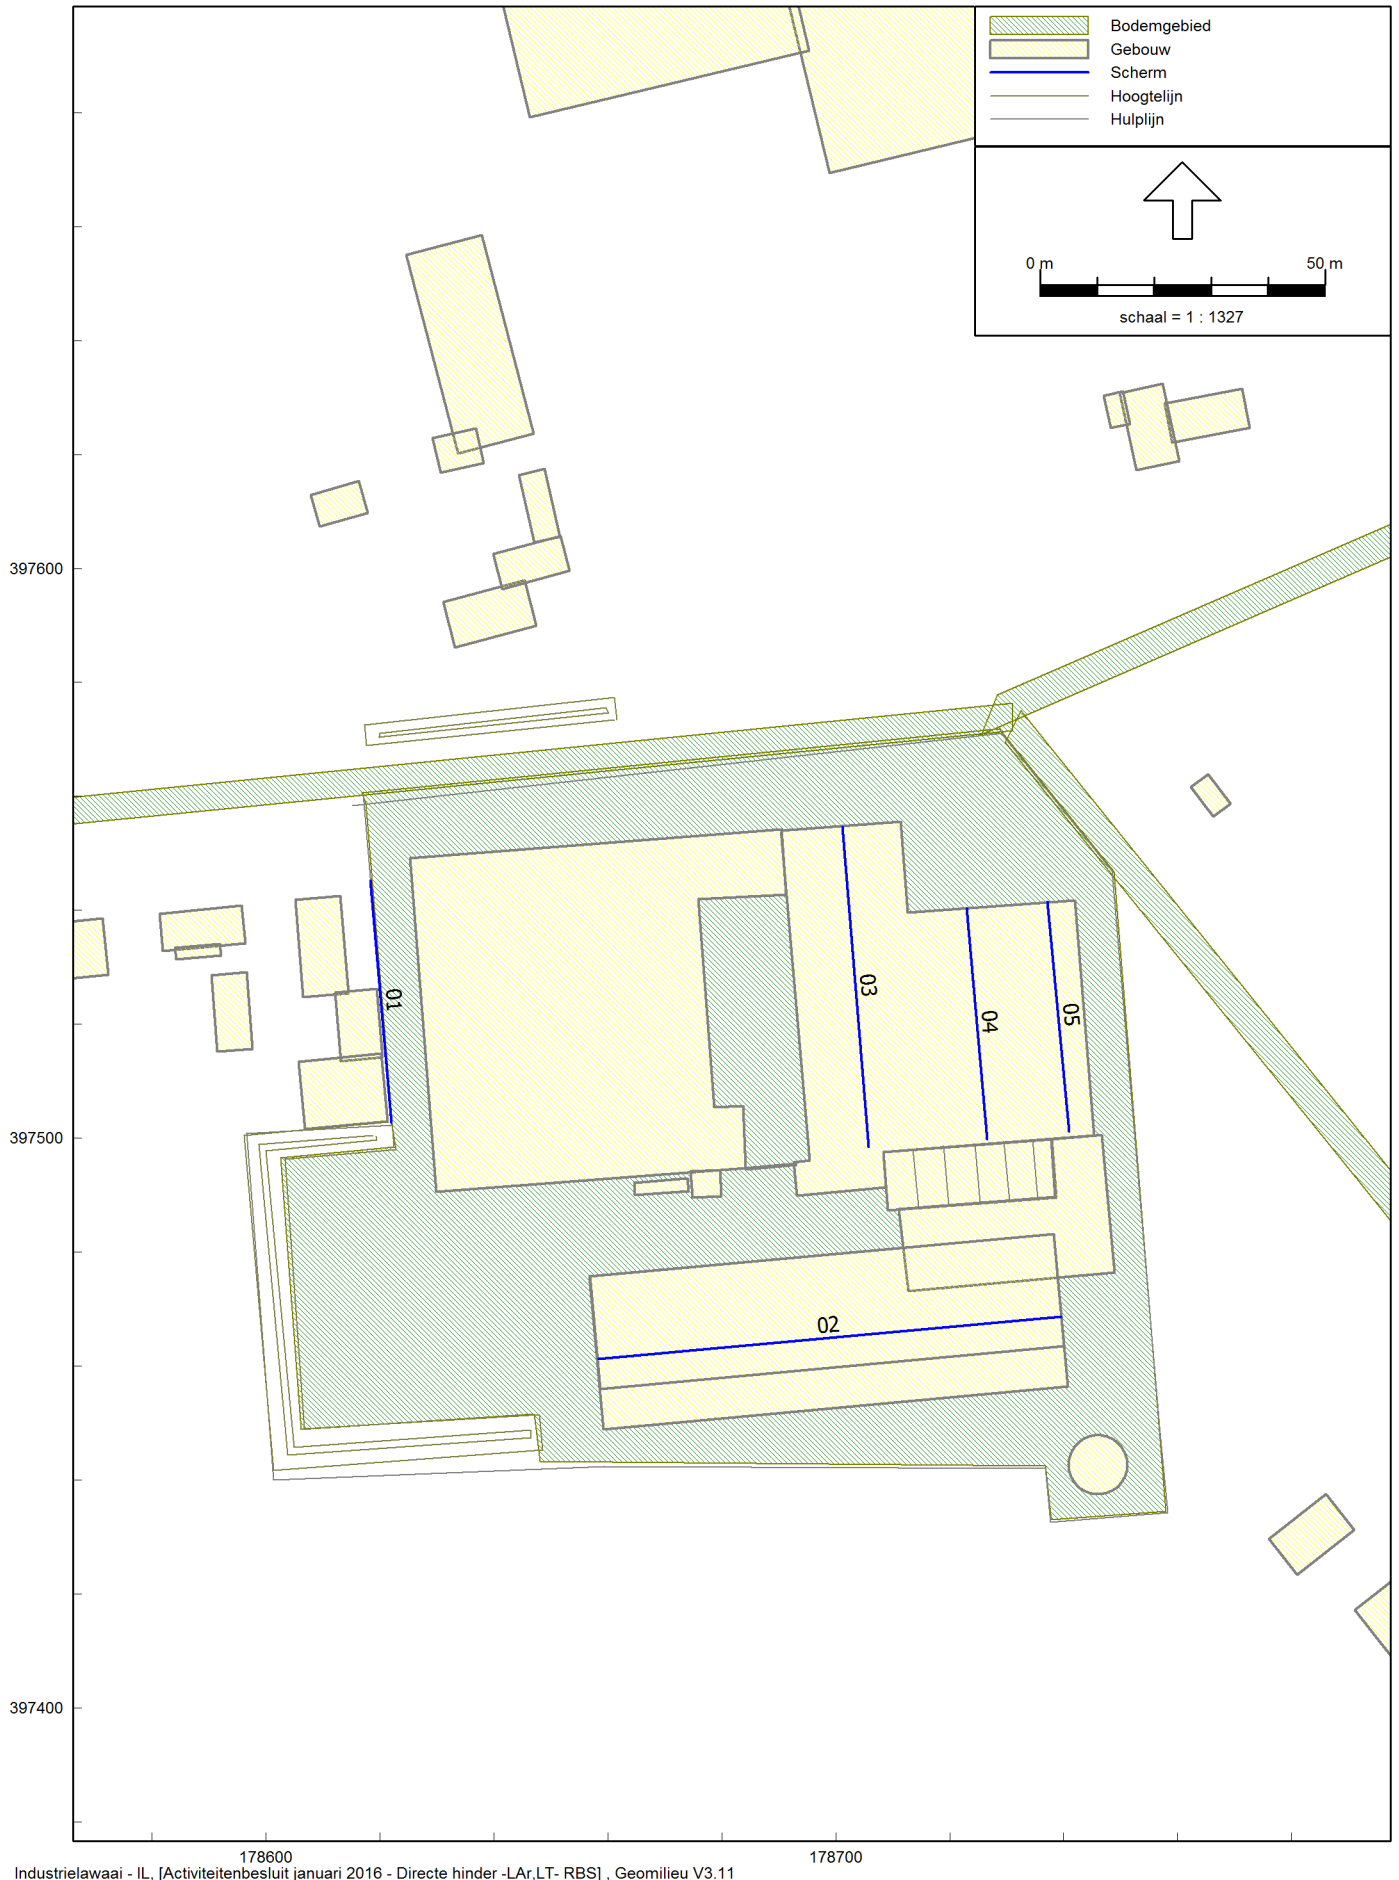 Bodemgebied
Gebouw
Scherm
Hoogtelijn
Hulplijn
0 m 50 m
schaal = 1 : 1327
397600
01
03
04
05
397500
02
397400
178600 178700
Industrielawaai - IL, [Activiteitenbesluit januari 2016 - Directe hinder -LAr,LT- RBS] , Geomilieu V3.11